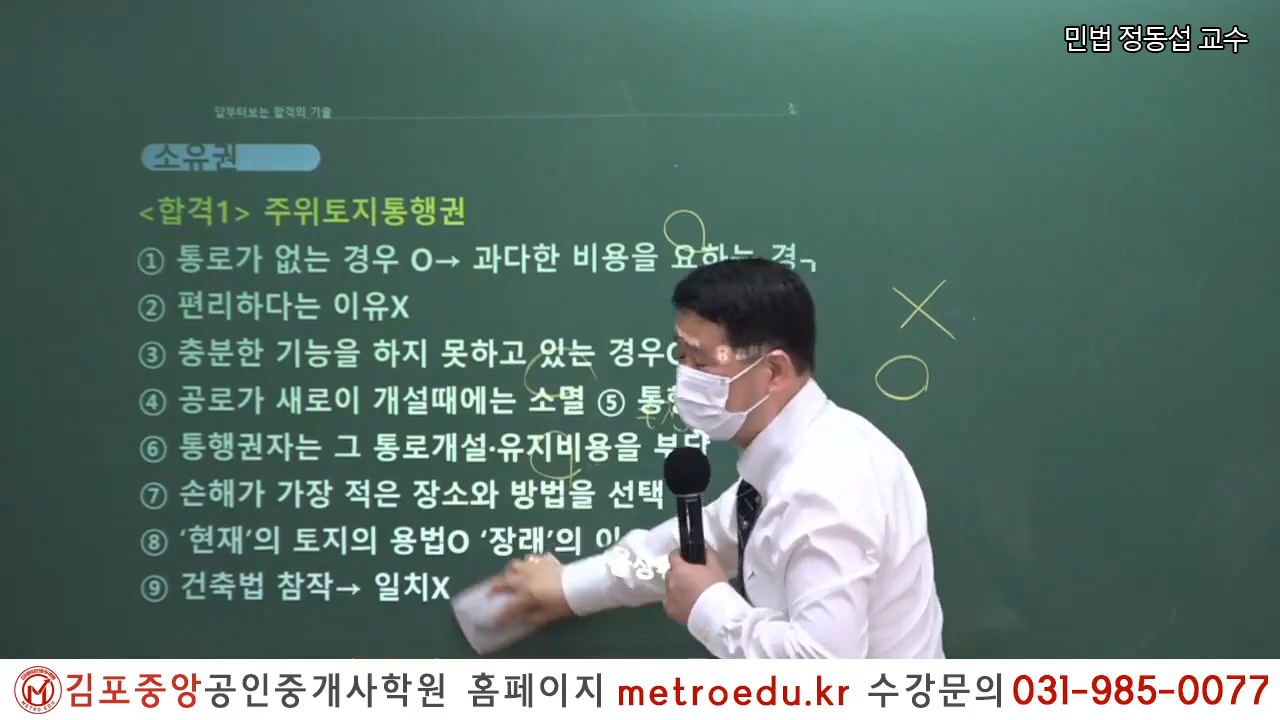 민법 정동섭 교수
답부터보는 합격의 기술
소유권
<합격1> 주위토지통행권
① 통로가 없는 경우 O→ 과다한 비용을 요하는 경
② 편리하다는 이유X
③ 충분한 기능을 하지 못하고 있는 경우O
④ 공로가 새로이 개설때에는 소멸 ⑤ 통행
⑥ 통행권자는 그 통로개설·유지비용을 부담
⑦ 손해가 가장 적은 장소와 방법을 선택
⑧ ‘현재’의 토지의 용법O ‘장래’의 이
⑨ 건축법 참작→ 일치X
김포중앙공인중개사학원 홈페이지 metroedu.kr 수강문의 031-985-0077